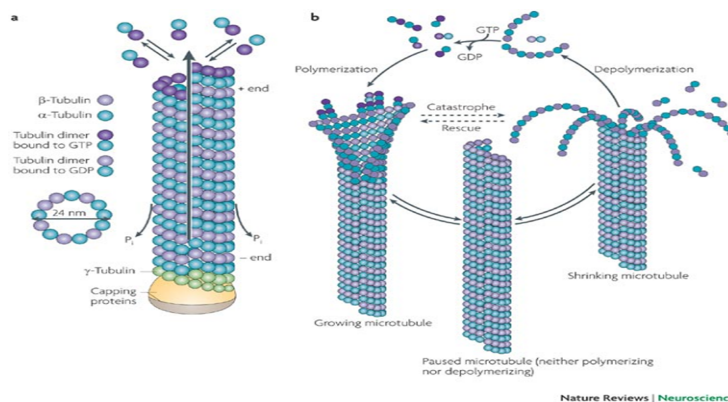 a
+ end
β-Tubulin
α-Tubulin
Tubulin dimer
bound to GTP
Tubulin dimer
bound to GDP
24 nm
Pi
Pi
– end
γ-Tubulin
Capping
proteins
b
GTP
GDP
Polymerization
Depolymerization
Catastrophe
Rescue
Shrinking microtubule
Growing microtubule
Paused microtubule (neither polymerizing
nor depolymerizing)
Nature Reviews | Neuroscience